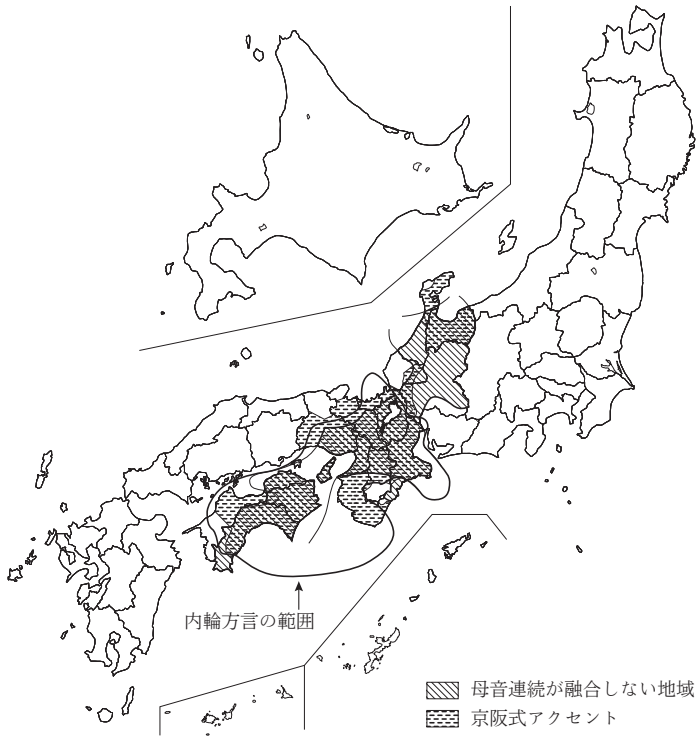 内輪方言の範囲
母音連続が融合しない地域
京阪式アクセント